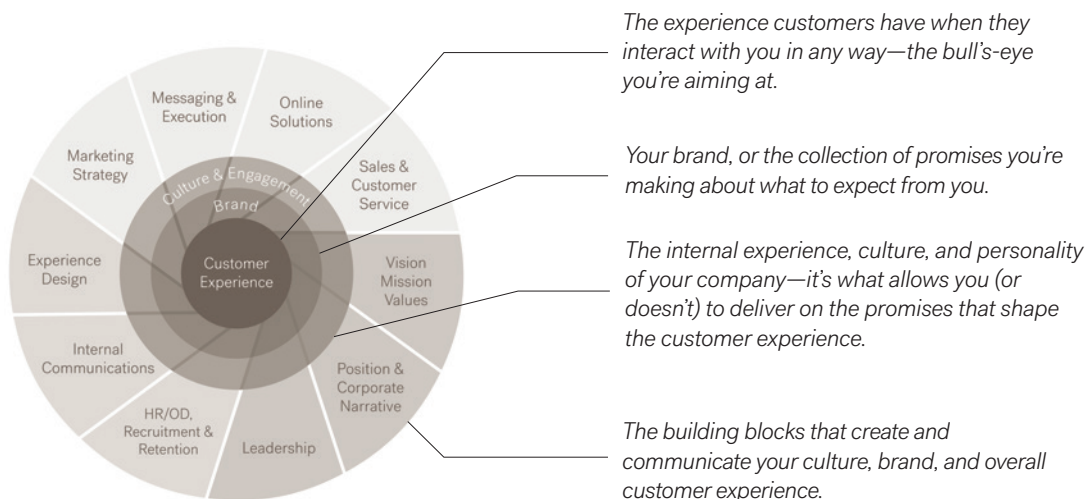 Messaging &
Execution
Online
Solutions
Sales &
Customer
Service
Vision
Mission
Values
Position &
Corporate
Narrative
Leadership
HR/OD,
Recruitment &
Retention
Internal
Communications
Experience
Design
Marketing
Strategy
Culture & Engagement
Brand
Customer
Experience
The experience customers have when they
interact with you in any way—the bull's-eye
you're aiming at.
Your brand, or the collection of promises you're
making about what to expect from you.
The internal experience, culture, and personality
of your company—it's what allows you (or
doesn't) to deliver on the promises that shape
the customer experience.
The building blocks that create and
communicate your culture, brand, and overall
customer experience.